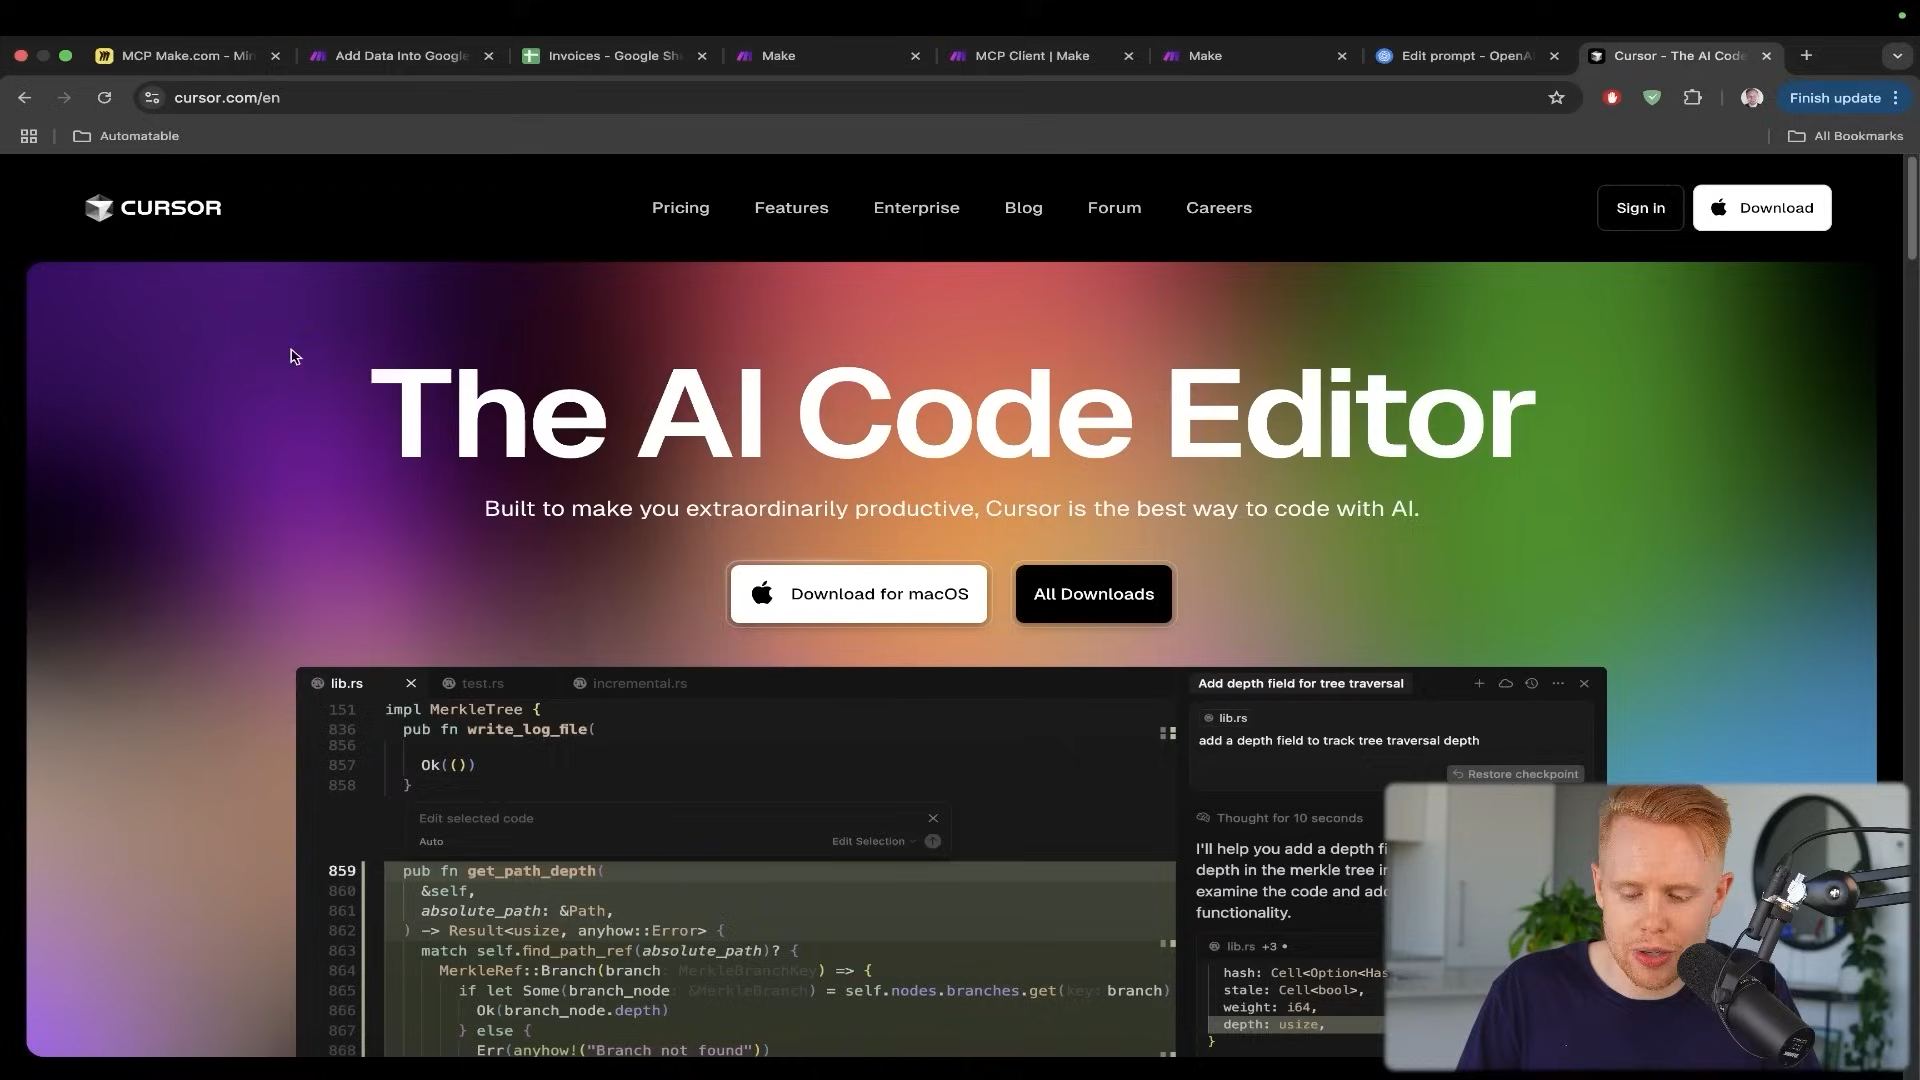 MCP Make.com - Min
Add Data Into Google
Invoices - Google Sh
Make
MCP Client | Make
Make
Edit prompt - OpenA
Cursor - The AI Code
cursor.com/en
Finish update
Automatable
All Bookmarks
CURSOR
Pricing
Features
Enterprise
Blog
Forum
Careers
Sign in
Download
The AI Code Editor
Built to make you extraordinarily productive, Cursor is the best way to code with AI.
Download for macOS
All Downloads
lib.rs
test.rs
incremental.rs
151 impl MerkleTree {
836 pub fn write_log_file(
856
857 Ok(())
858 }
Edit selected code
Auto
Edit Selection
859 pub fn get_path_depth(
860 &self,
861 absolute_path: &Path,
862 ) -> Result<usize, anyhow::Error> {
863 match self.find_path_ref(absolute_path)? {
864 MerkleRef::Branch(branch: MerkleBranchKey) => {
865 if let Some(branch_node: &MerkleBranch) = self.nodes.branches.get(key: branch)
866 Ok(branch_node.depth)
867 } else {
868 Err(anyhow!("Branch not found"))
Add depth field for tree traversal
lib.rs
add a depth field to track tree traversal depth
Restore checkpoint
Thought for 10 seconds
I'll help you add a depth fi
depth in the merkle tree i
examine the code and add
functionality.
lib.rs +3
hash: Cell<Option<Has
stale: Cell<bool>,
weight: i64,
depth: usize,
}